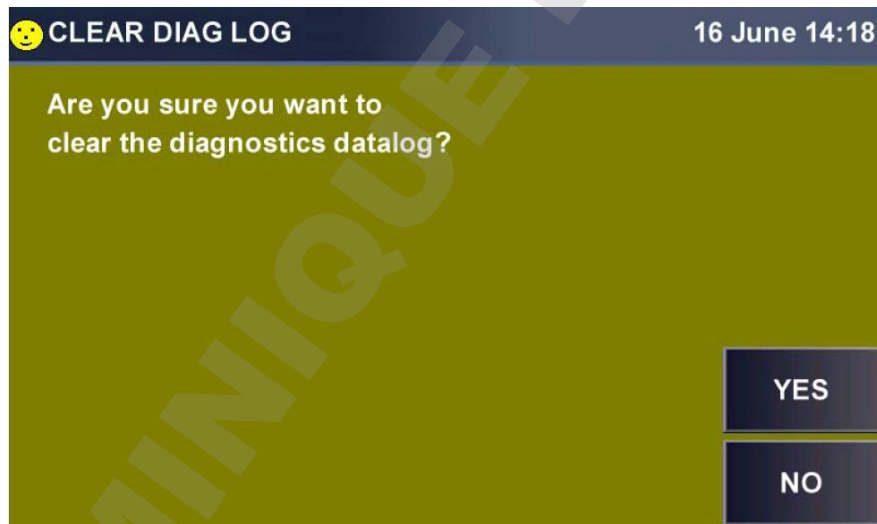 CLEAR DIAG LOG
16 June 14:18
Are you sure you want to
clear the diagnostics datalog?
YES
NO